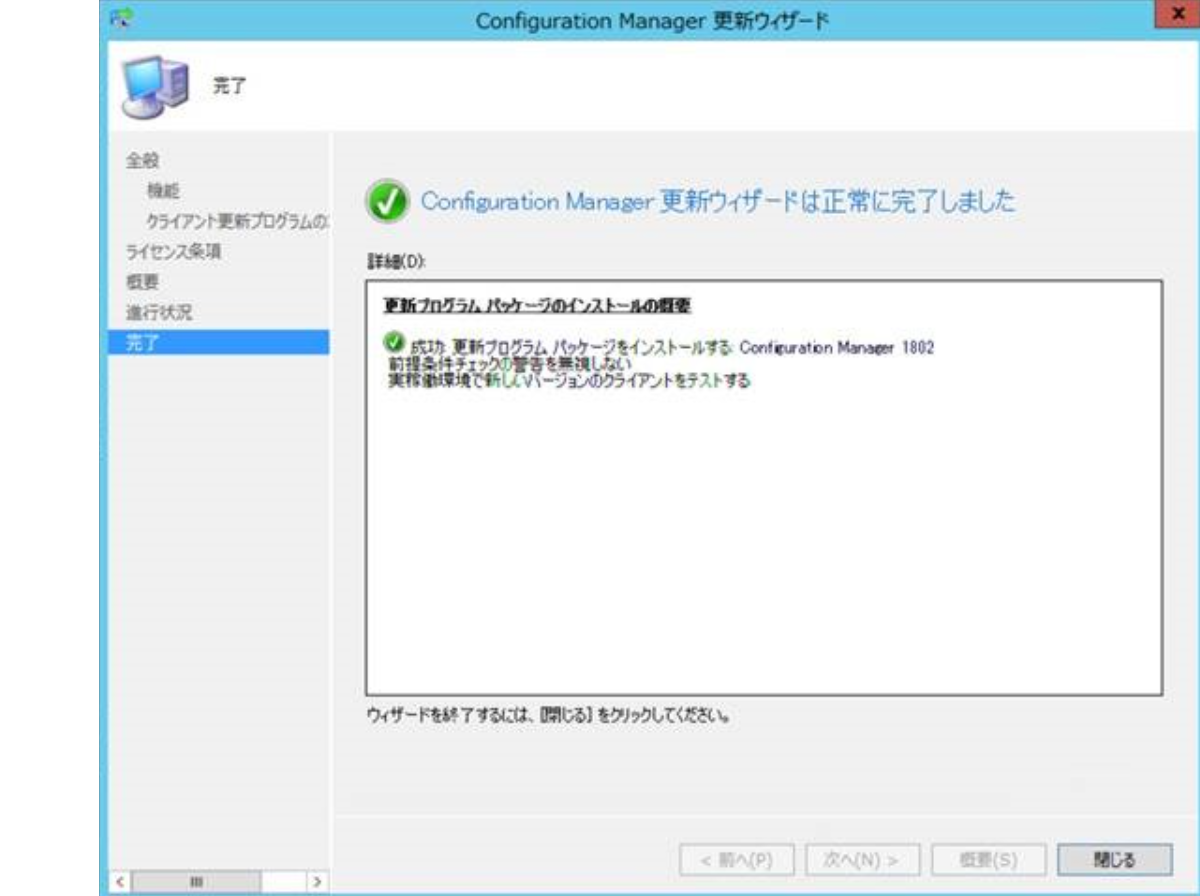 Configuration Manager 更新ウィザード
完了
全般
機能
クライアント更新プログラムの
ライセンス条項
概要
進行状況
完了
Configuration Manager 更新ウィザードは正常に完了しました
詳細(D):
更新プログラム パッケージのインストールの概要
成功: 更新プログラム パッケージをインストールする: Configuration Manager 1802
前提条件チェックの警告を無視しない
実稼働環境で新しいバージョンのクライアントをテストする
ウィザードを終了するには、[閉じる] をクリックしてください。
< 前へ(P)
次へ(N) >
概要(S)
閉じる